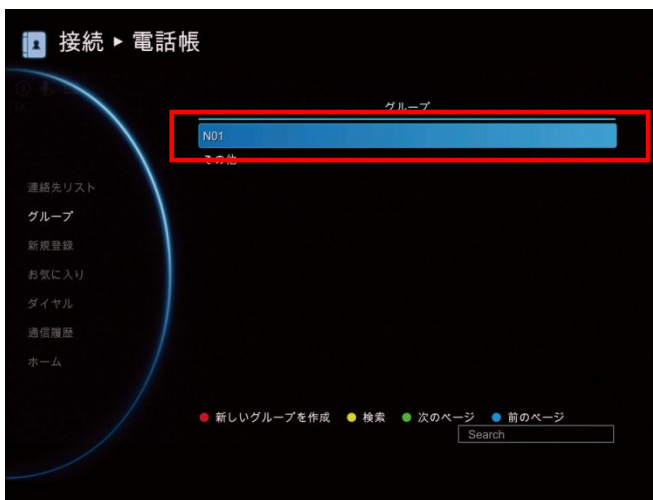 接続 ▸ 電話帳
グループ
N01
その他
連絡先リスト
グループ
新規登録
お気に入り
ダイヤル
通信履歴
ホーム
新しいグループを作成 検索 次のページ 前のページ
Search